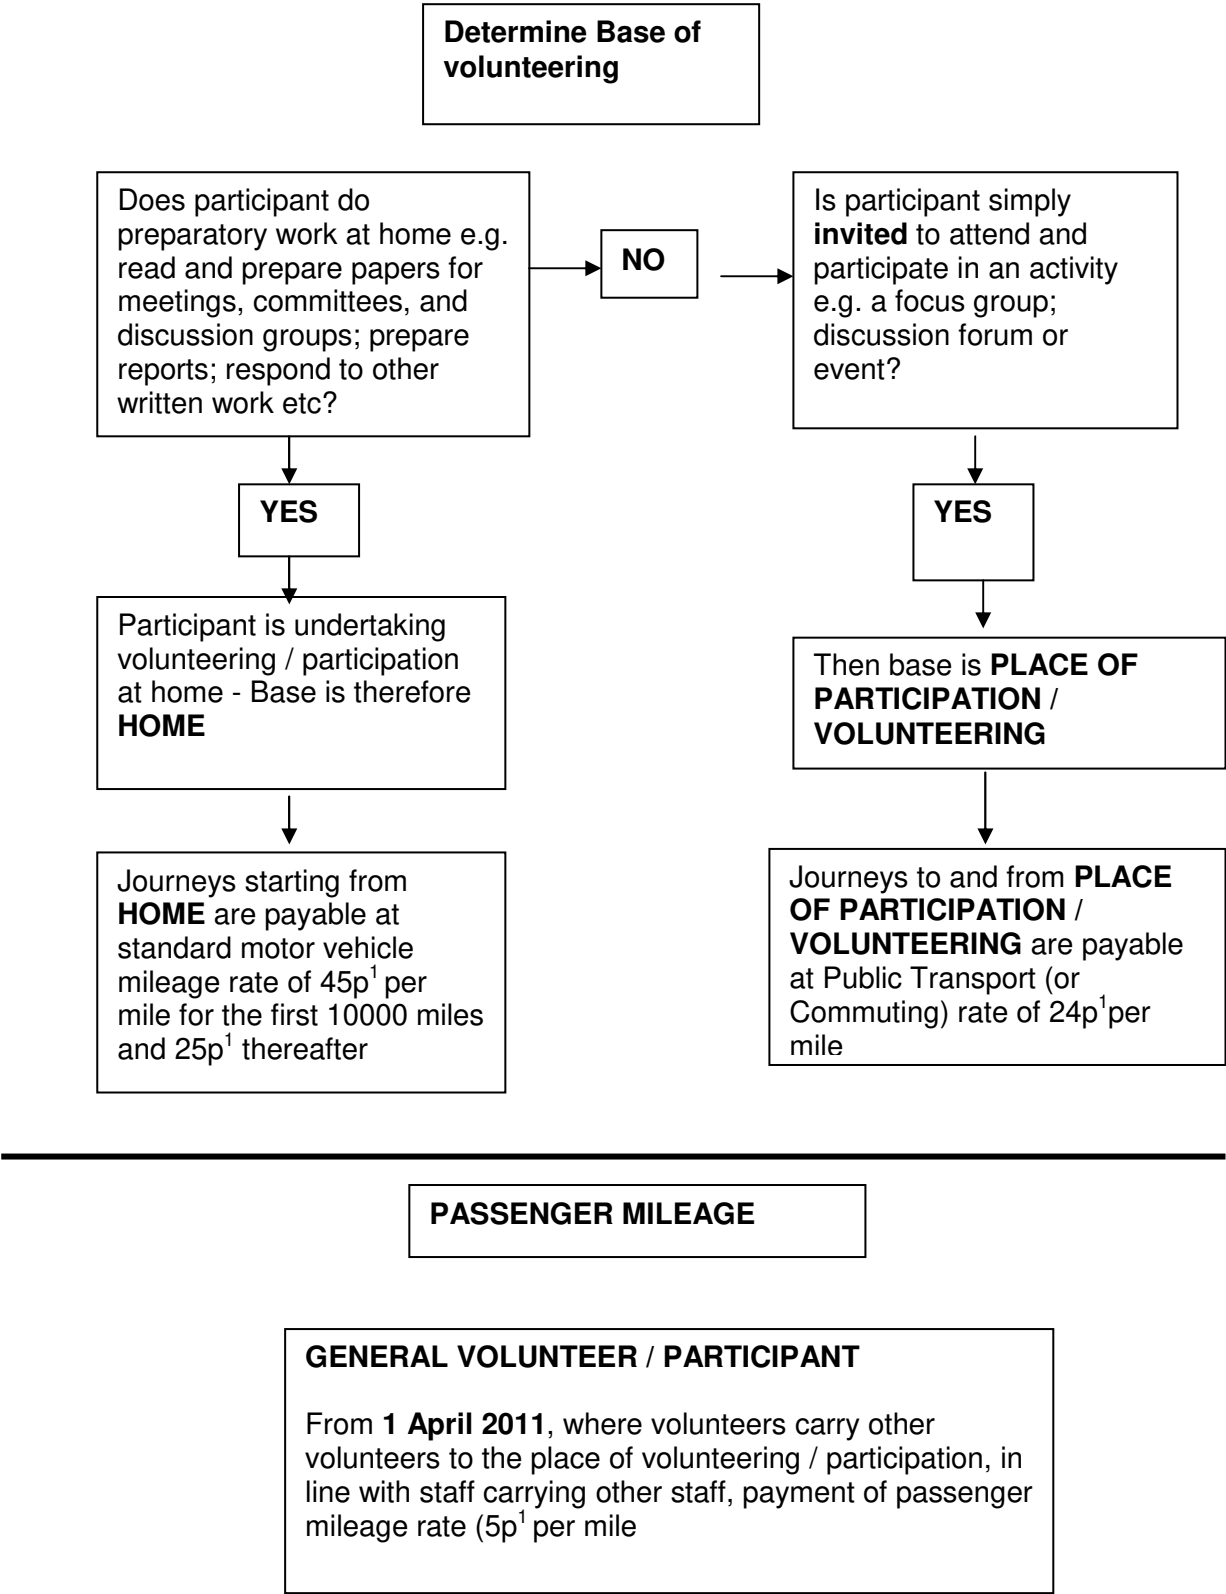 Determine Base of
volunteering
Does participant do
preparatory work at home e.g.
read and prepare papers for
meetings, committees, and
discussion groups; prepare
reports; respond to other
written work etc?
NO
Is participant simply
invited to attend and
participate in an activity
e.g. a focus group;
discussion forum or
event?
YES
YES
Participant is undertaking
volunteering / participation
at home - Base is therefore
HOME
Then base is PLACE OF
PARTICIPATION /
VOLUNTEERING
Journeys starting from
HOME are payable at
standard motor vehicle
mileage rate of 45p¹ per
mile for the first 10000 miles
and 25p¹ thereafter
Journeys to and from PLACE
OF PARTICIPATION /
VOLUNTEERING are payable
at Public Transport (or
Commuting) rate of 24p¹per
mile
PASSENGER MILEAGE
GENERAL VOLUNTEER / PARTICIPANT
From 1 April 2011, where volunteers carry other
volunteers to the place of volunteering / participation, in
line with staff carrying other staff, payment of passenger
mileage rate (5p¹ per mile